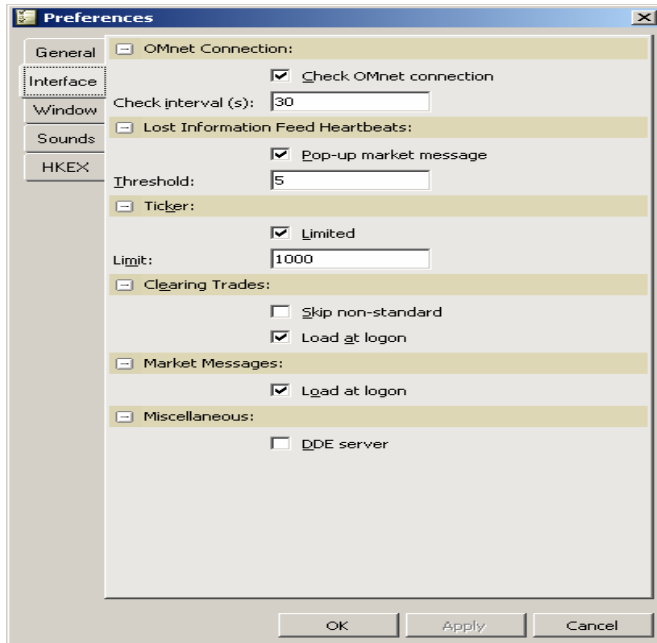 Preferences
General
Interface
Window
Sounds
HKEX
OMnet Connection:
Check OMnet connection
Check interval (s): 30
Lost Information Feed Heartbeats:
Pop-up market message
Threshold: 5
Ticker:
Limited
Limit: 1000
Clearing Trades:
Skip non-standard
Load at logon
Market Messages:
Load at logon
Miscellaneous:
DDE server
OK Apply Cancel